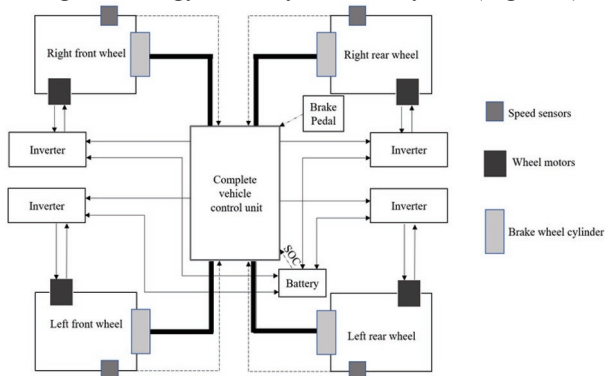 Right front wheel
Right rear wheel
Brake
Pedal
Speed sensors
Inverter
Inverter
Wheel motors
Complete
vehicle
control unit
Inverter
Inverter
Brake wheel cylinder
SOC
Battery
Left front wheel
Left rear wheel